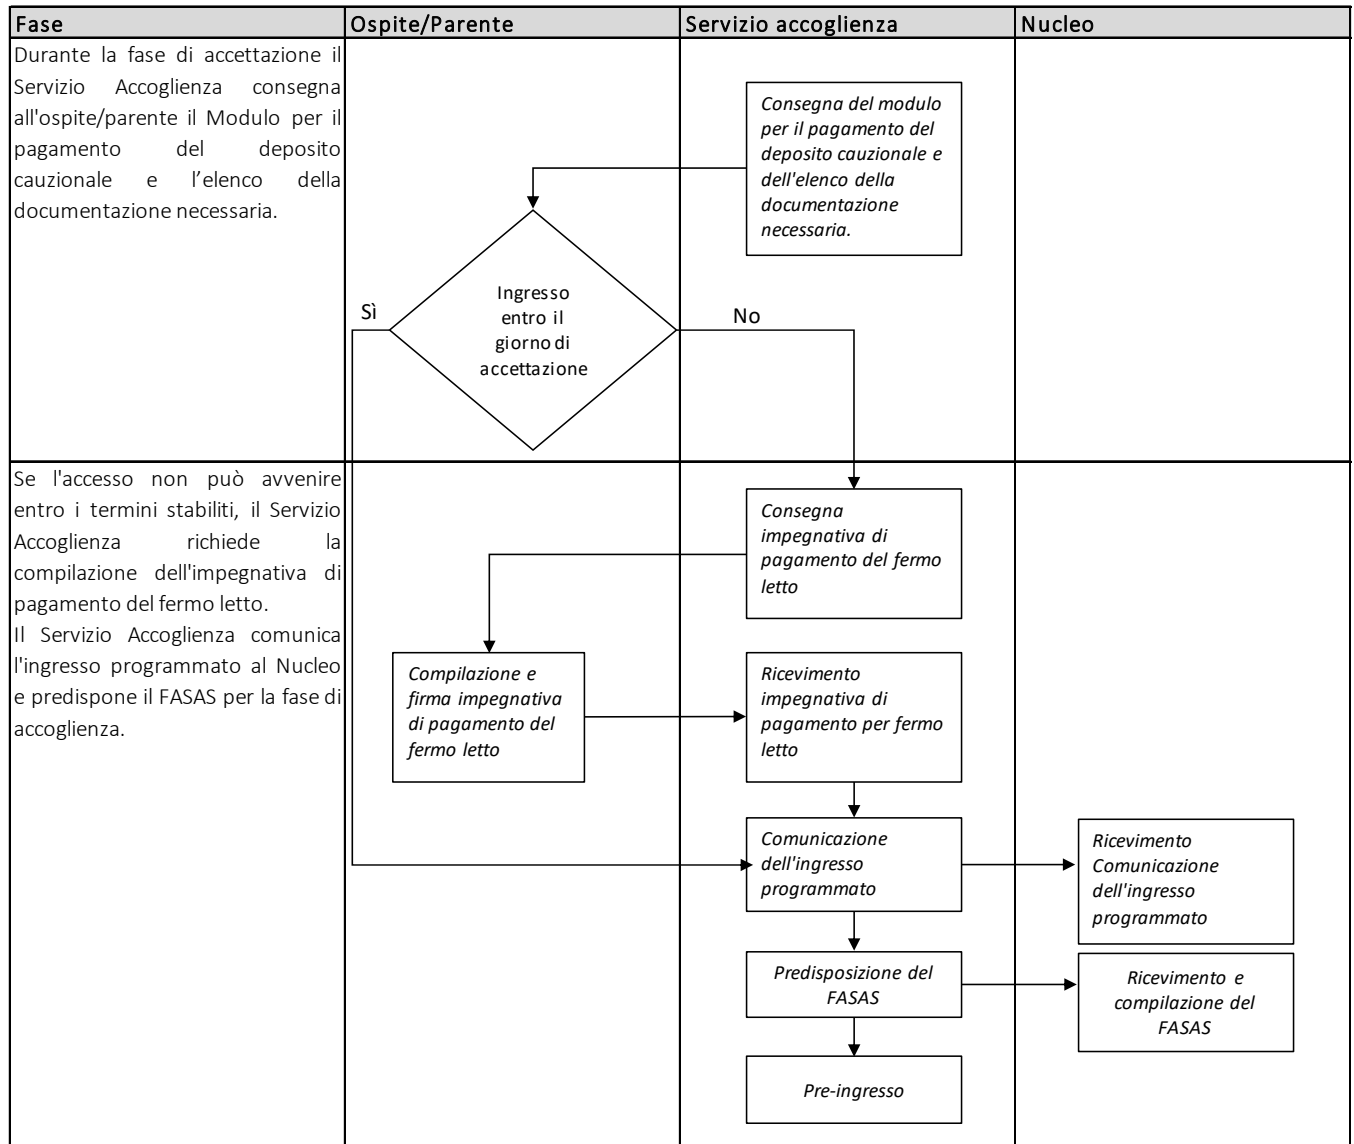 Fase
Ospite/Parente
Servizio accoglienza
Nucleo
Durante la fase di accettazione il
Servizio Accoglienza consegna
all'ospite/parente il Modulo per il
pagamento del deposito
cauzionale e l’elenco della
documentazione necessaria.
Consegna del modulo
per il pagamento del
deposito cauzionale e
dell'elenco della
documentazione
necessaria.
Ingresso
entro il
giorno di
accettazione
Sì
No
Se l'accesso non può avvenire
entro i termini stabiliti, il Servizio
Accoglienza richiede la
compilazione dell'impegnativa di
pagamento del fermo letto.
Il Servizio Accoglienza comunica
l'ingresso programmato al Nucleo
e predispone il FASAS per la fase di
accoglienza.
Consegna
impegnativa di
pagamento del fermo
letto
Compilazione e
firma impegnativa
di pagamento del
fermo letto
Ricevimento
impegnativa di
pagamento per fermo
letto
Comunicazione
dell'ingresso
programmato
Ricevimento
Comunicazione
dell'ingresso
programmato
Predisposizione del
FASAS
Ricevimento e
compilazione del
FASAS
Pre-ingresso